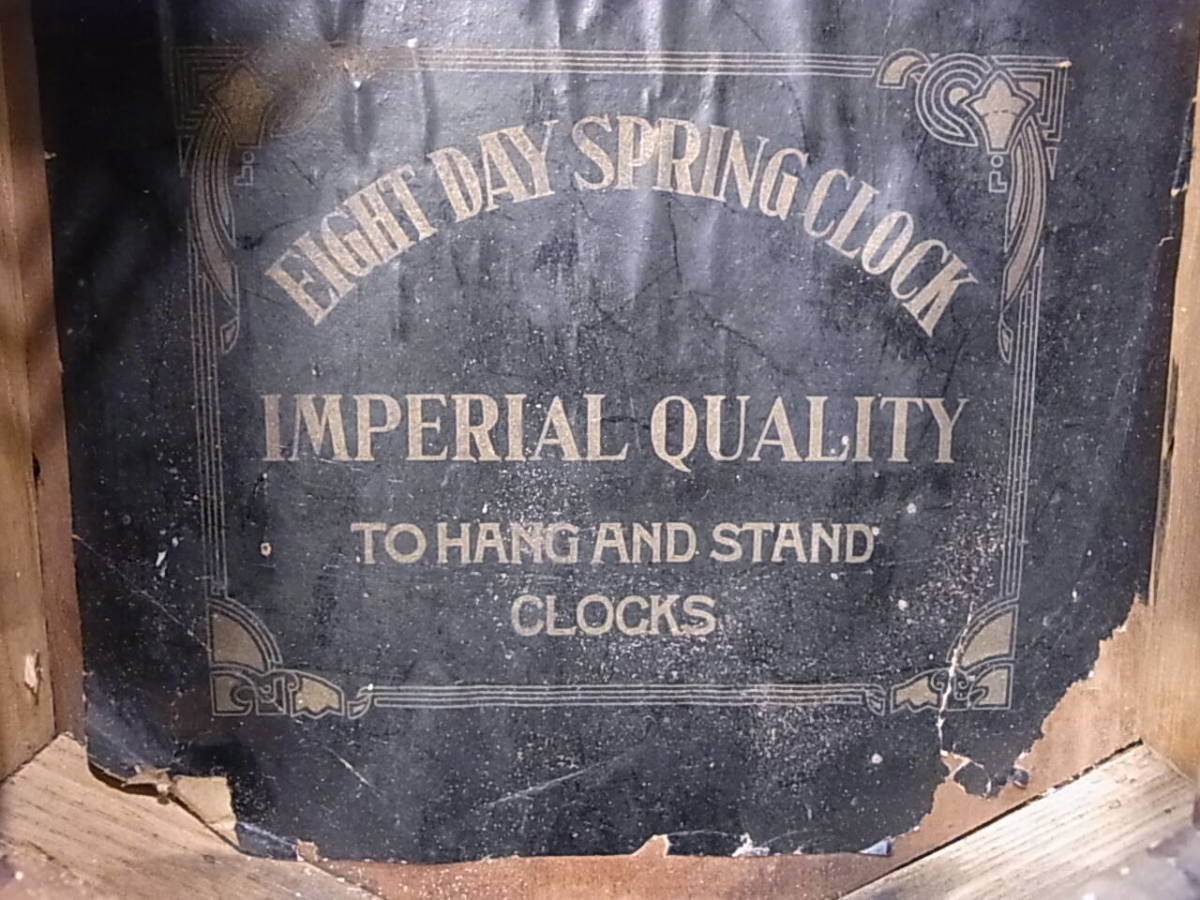 EIGHT DAY SPRING CLOCK
IMPERIAL QUALITY
TO HANG AND STAND
CLOCKS